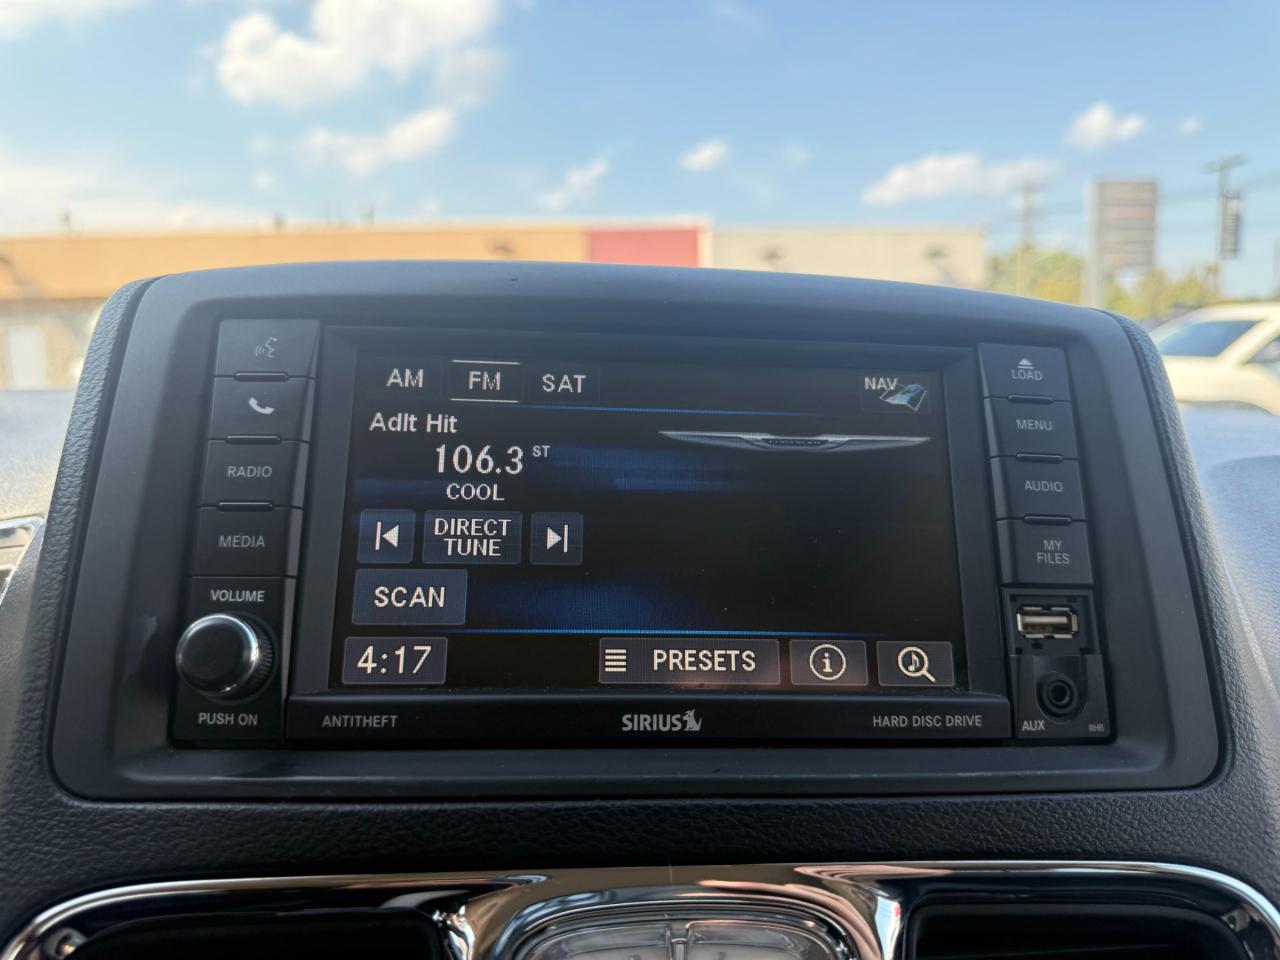 AM FM SAT NAV
Adlt Hit
106.3 ST
COOL
DIRECT
TUNE
SCAN
4:17 PRESETS
RADIO
MEDIA
VOLUME
PUSH ON
LOAD
MENU
AUDIO
MY
FILES
AUX RHB
ANTITHEFT SIRIUS HARD DISC DRIVE